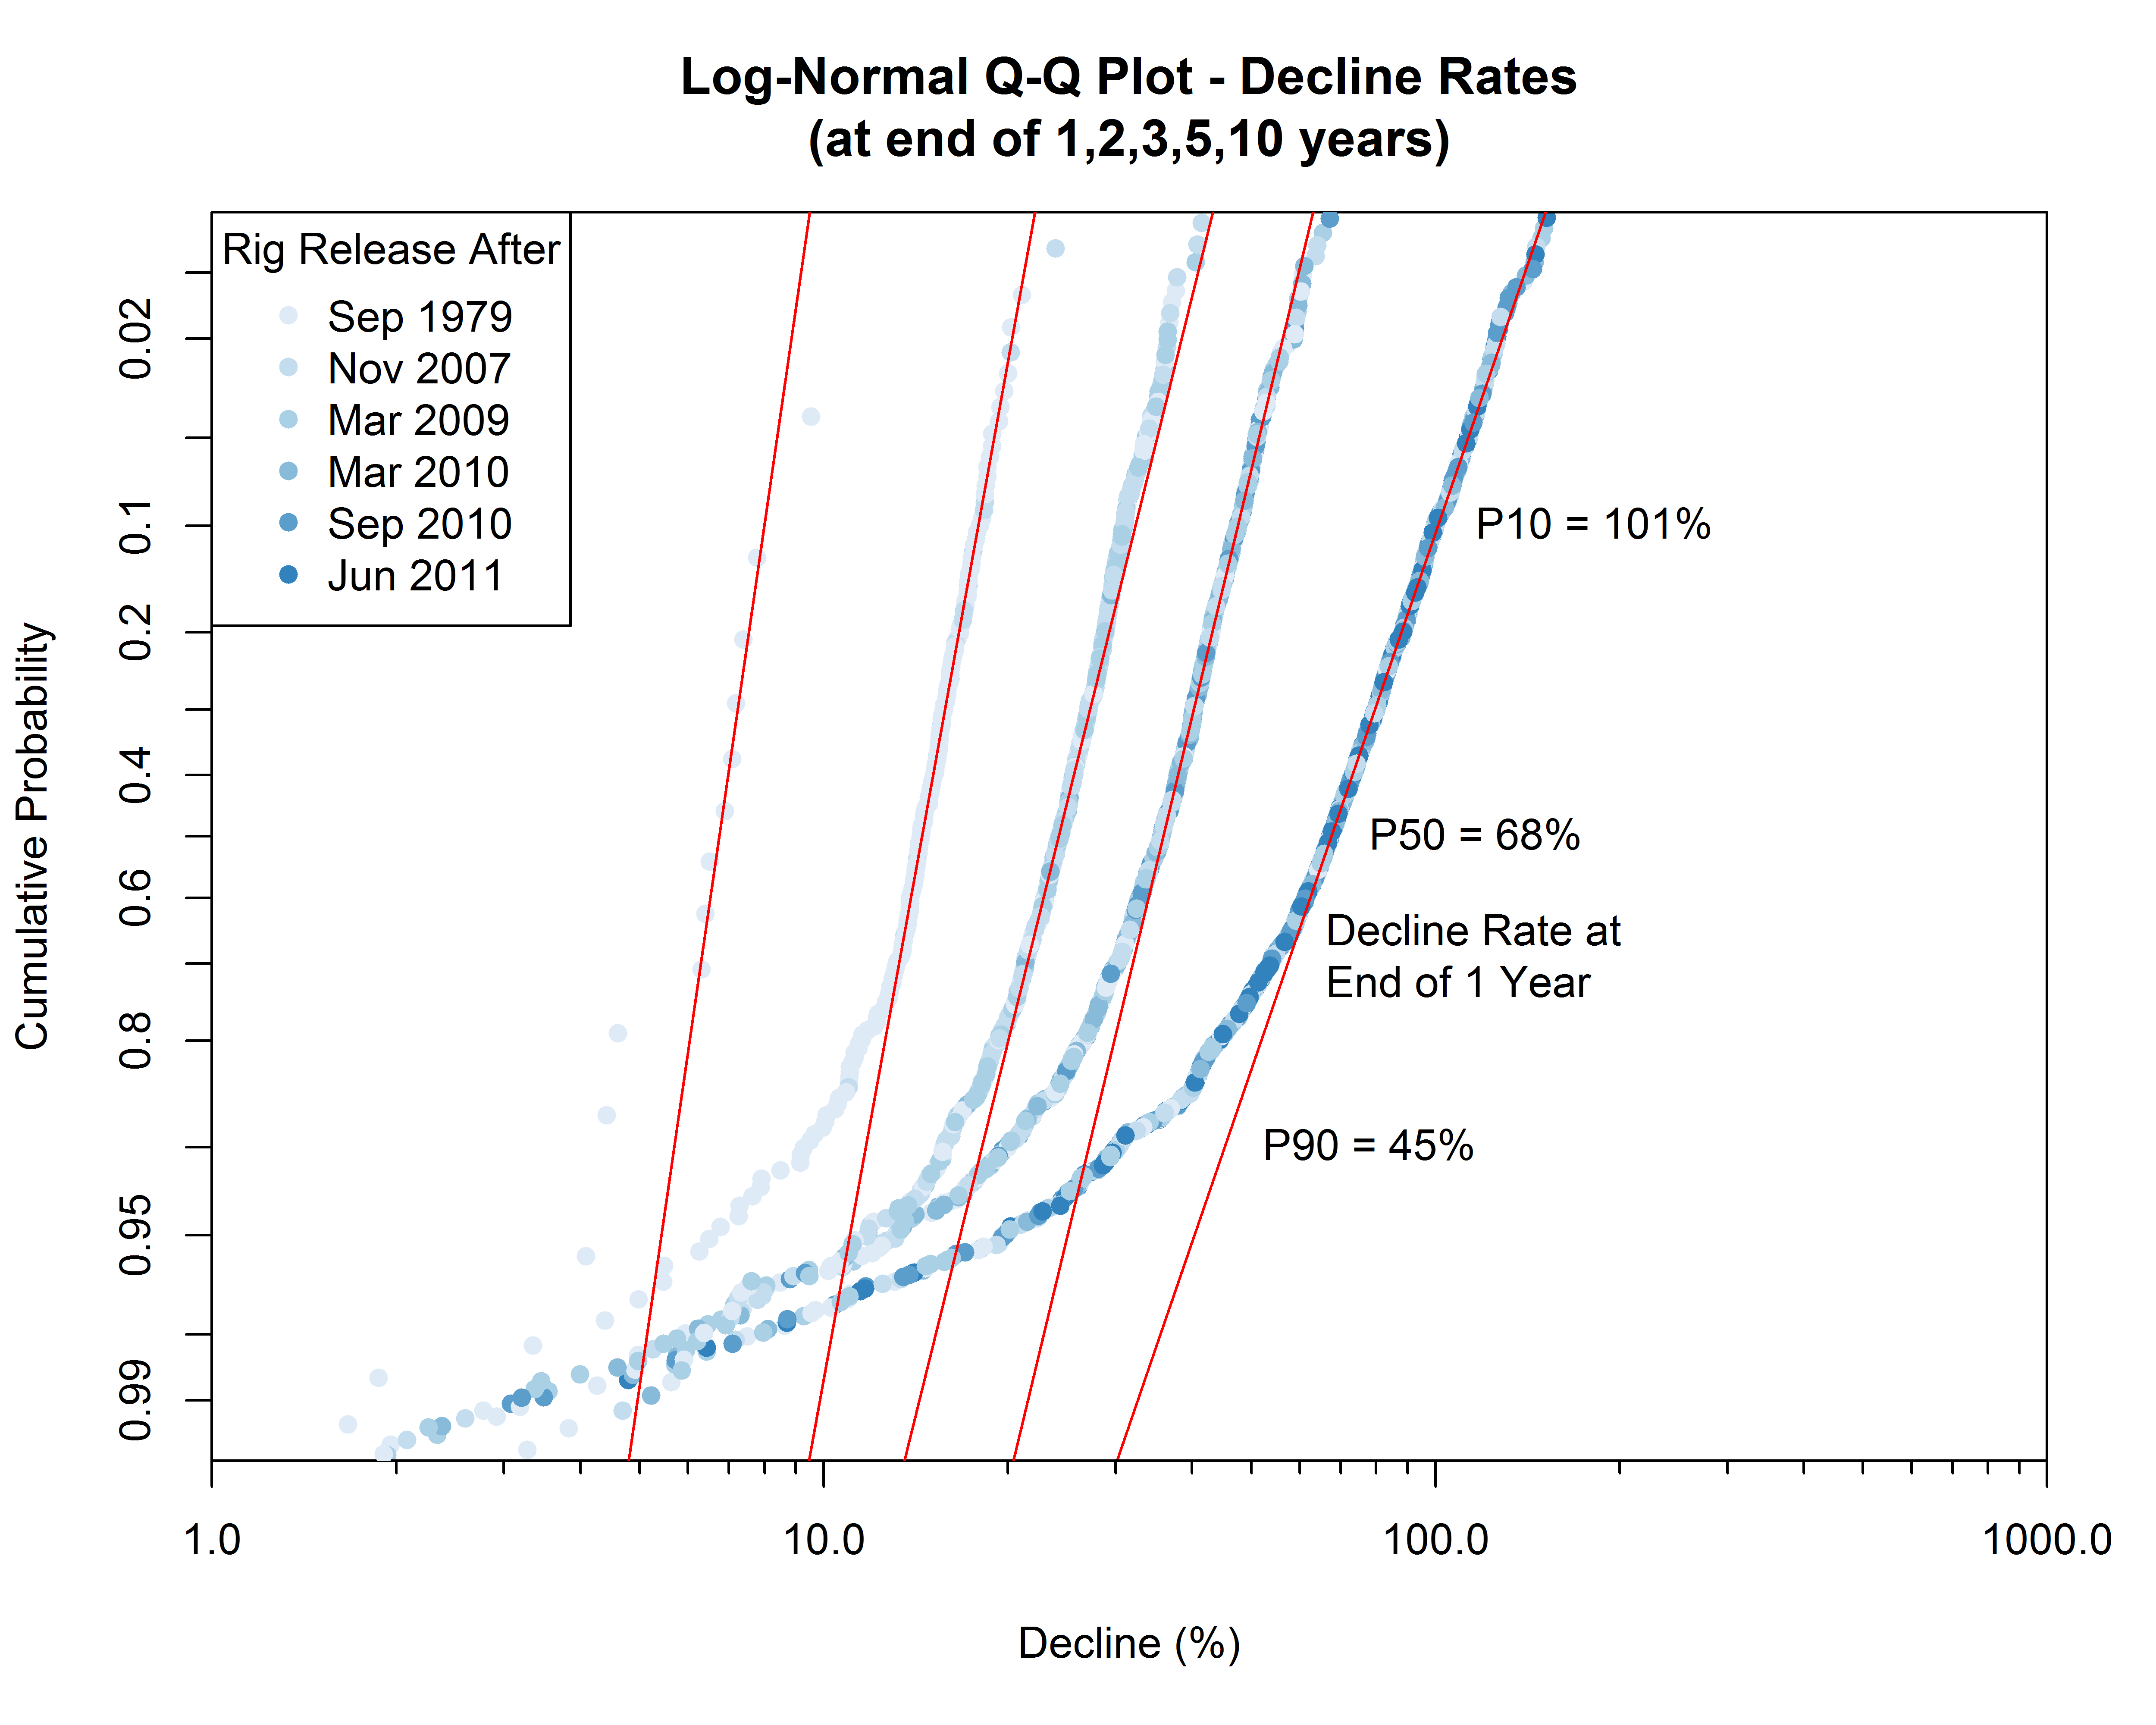 Log-Normal Q-Q Plot - Decline Rates
(at end of 1,2,3,5,10 years)
Rig Release After
Sep 1979
Nov 2007
Mar 2009
Mar 2010
Sep 2010
Jun 2011
Cumulative Probability
0.02
0.1
0.2
0.4
0.6
0.8
0.95
0.99
P10 = 101%
P50 = 68%
Decline Rate at
End of 1 Year
P90 = 45%
1.0 10.0 100.0 1000.0
Decline (%)